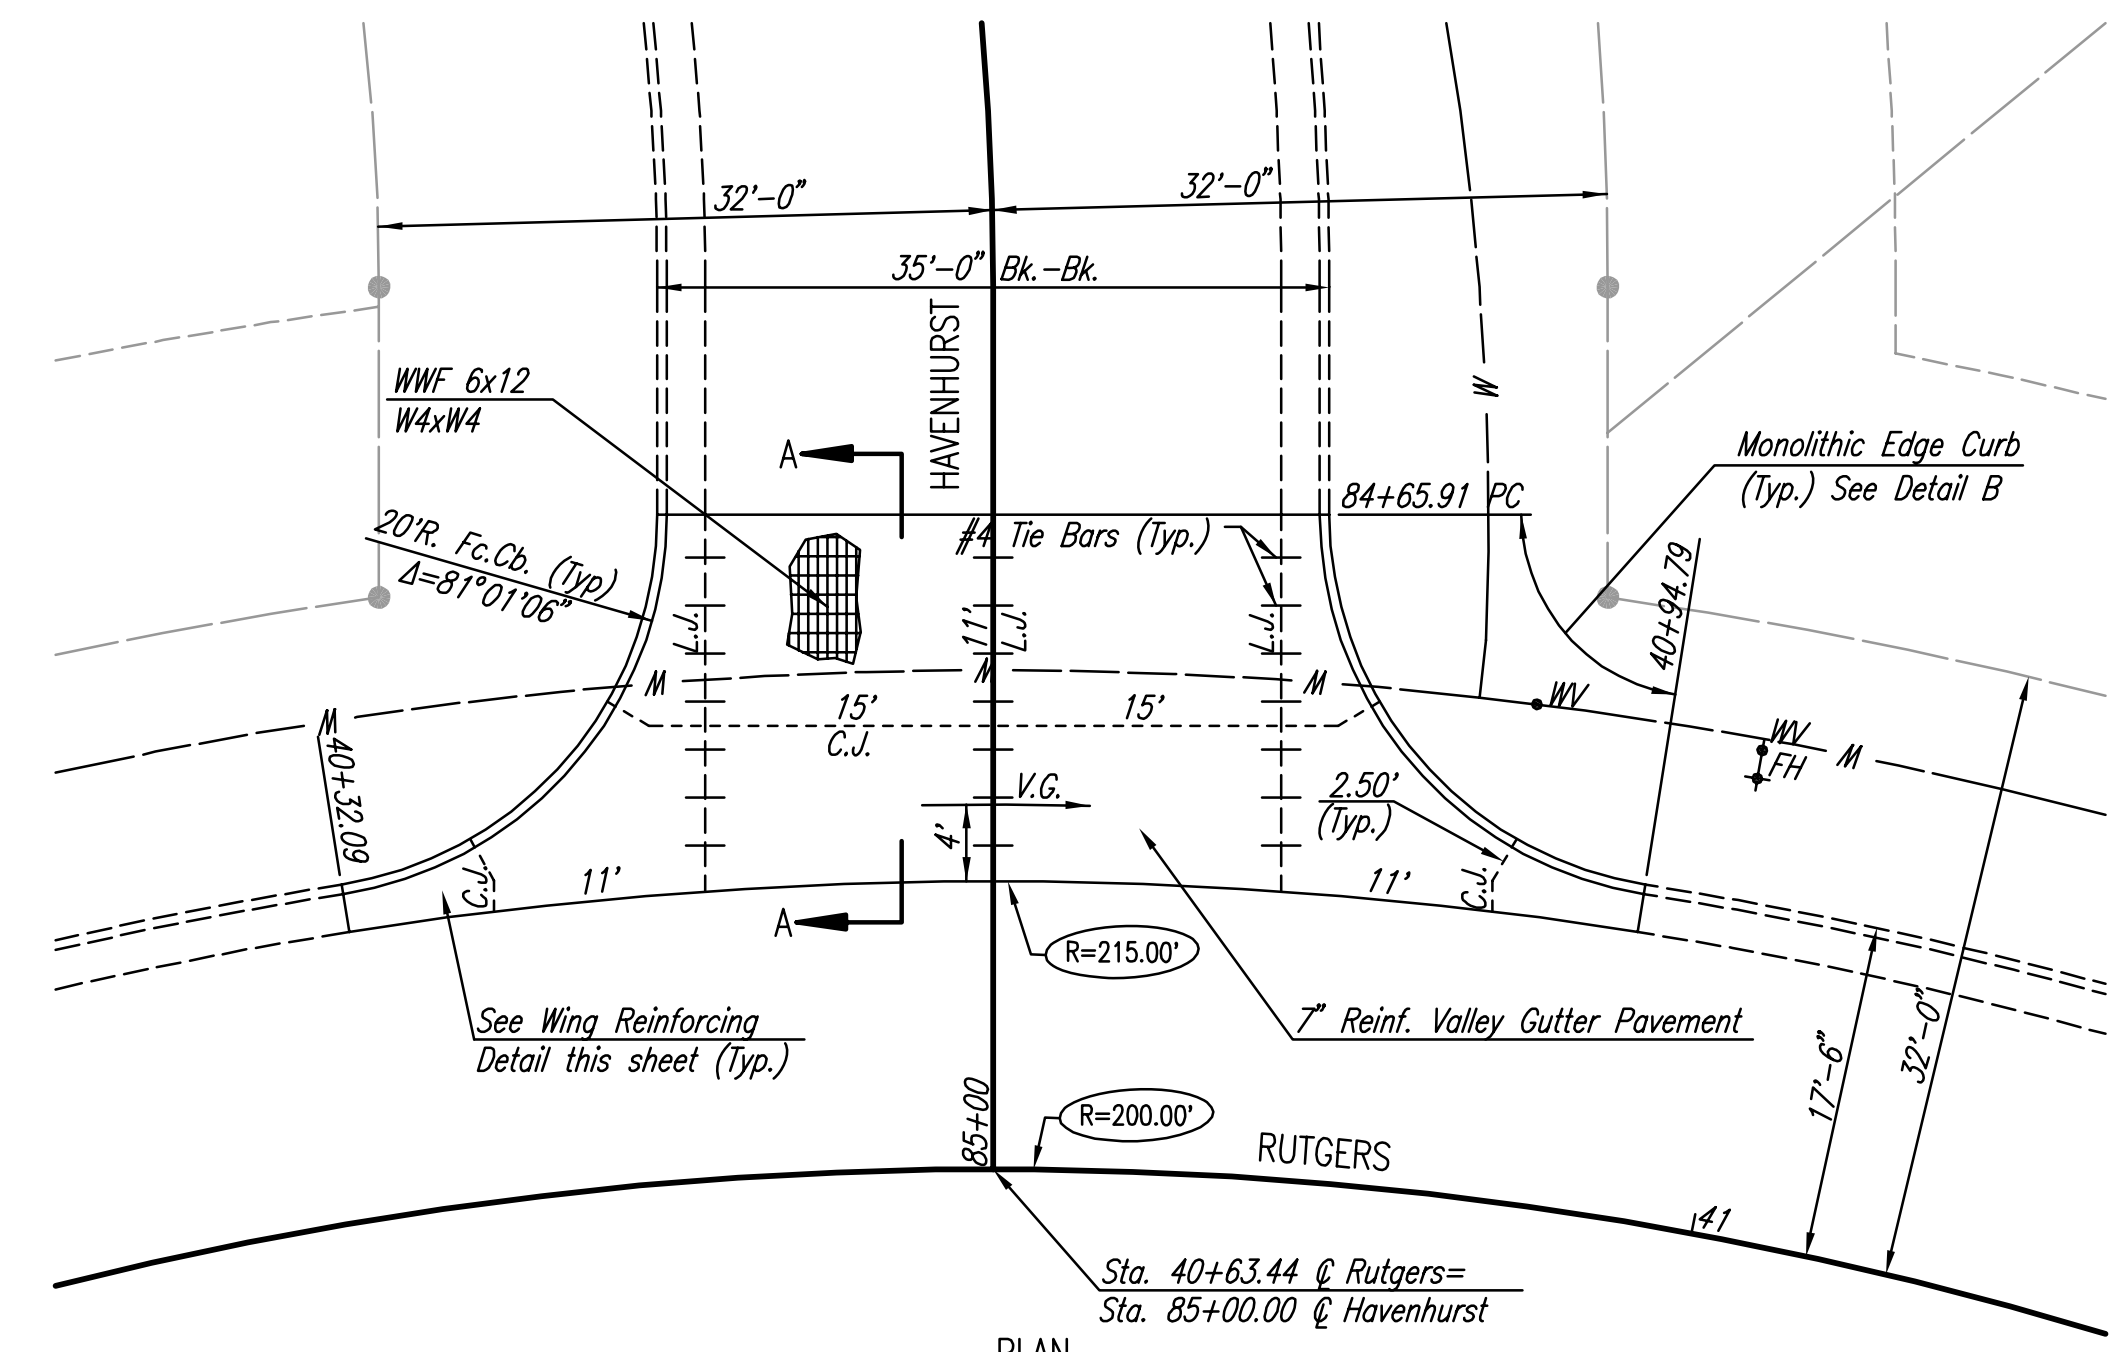 32'-0"
32'-0"
35'-0" Bk.-Bk.
HAVENHURST
WWF 6x12
W4xW4
W
A
Monolithic Edge Curb
(Typ.) See Detail B
84+65.91 PC
20'R. Fc.Cb. (Typ)
Δ=81°01'06"
#4 Tie Bars (Typ.)
40+94.79
L.J.
11'
L.J.
L.J.
M
M
M
M
15'
15'
C.J.
WV
WV
FH
M
40+32.09
V.G.
4'
2.50'
(Typ.)
C.J.
11'
11'
C.J.
A
R=215.00'
See Wing Reinforcing
Detail this sheet (Typ.)
7" Reinf. Valley Gutter Pavement
17'-6"
32'-0"
85+00
R=200.00'
RUTGERS
41
Sta. 40+63.44 ℄ Rutgers=
Sta. 85+00.00 ℄ Havenhurst
PLAN